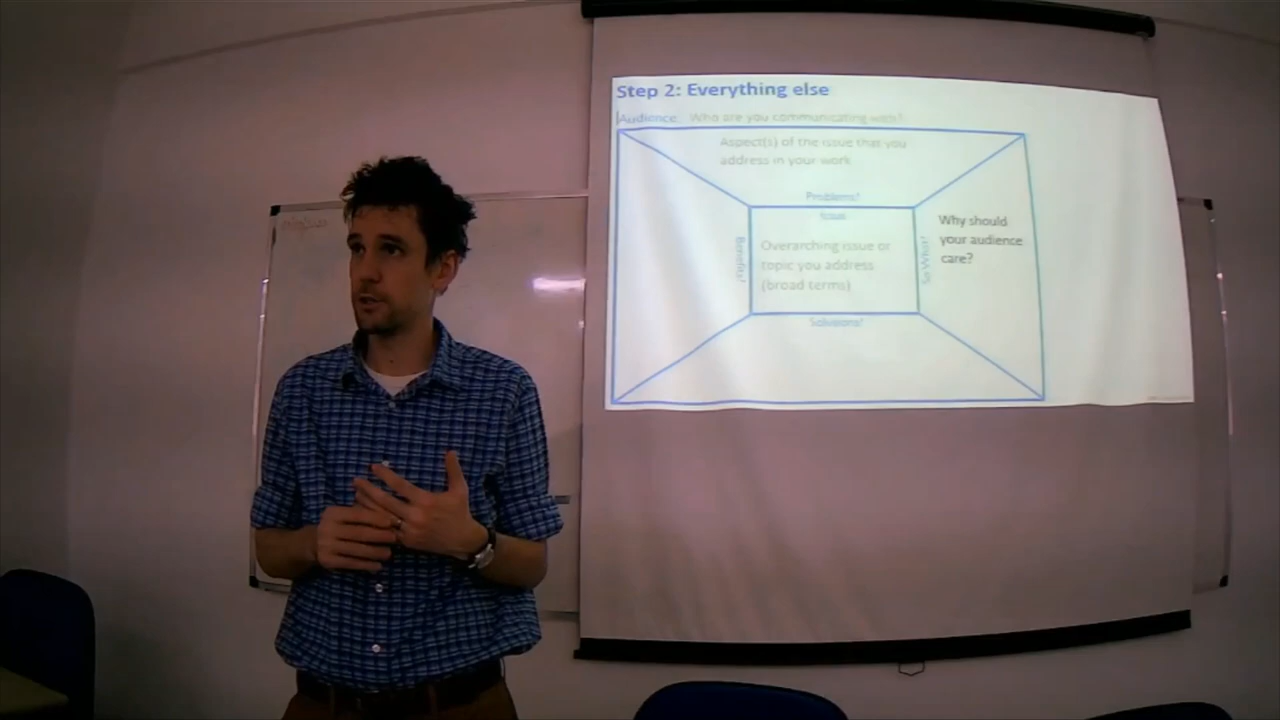 Step 2: Everything else
Audience: Who are you communicating with?
Aspect(s) of the issue that you
address in your work
Problems?
Issue
Benefits?
Overarching issue or
topic you address
(broad terms)
So What?
Why should
your audience
care?
Solutions?